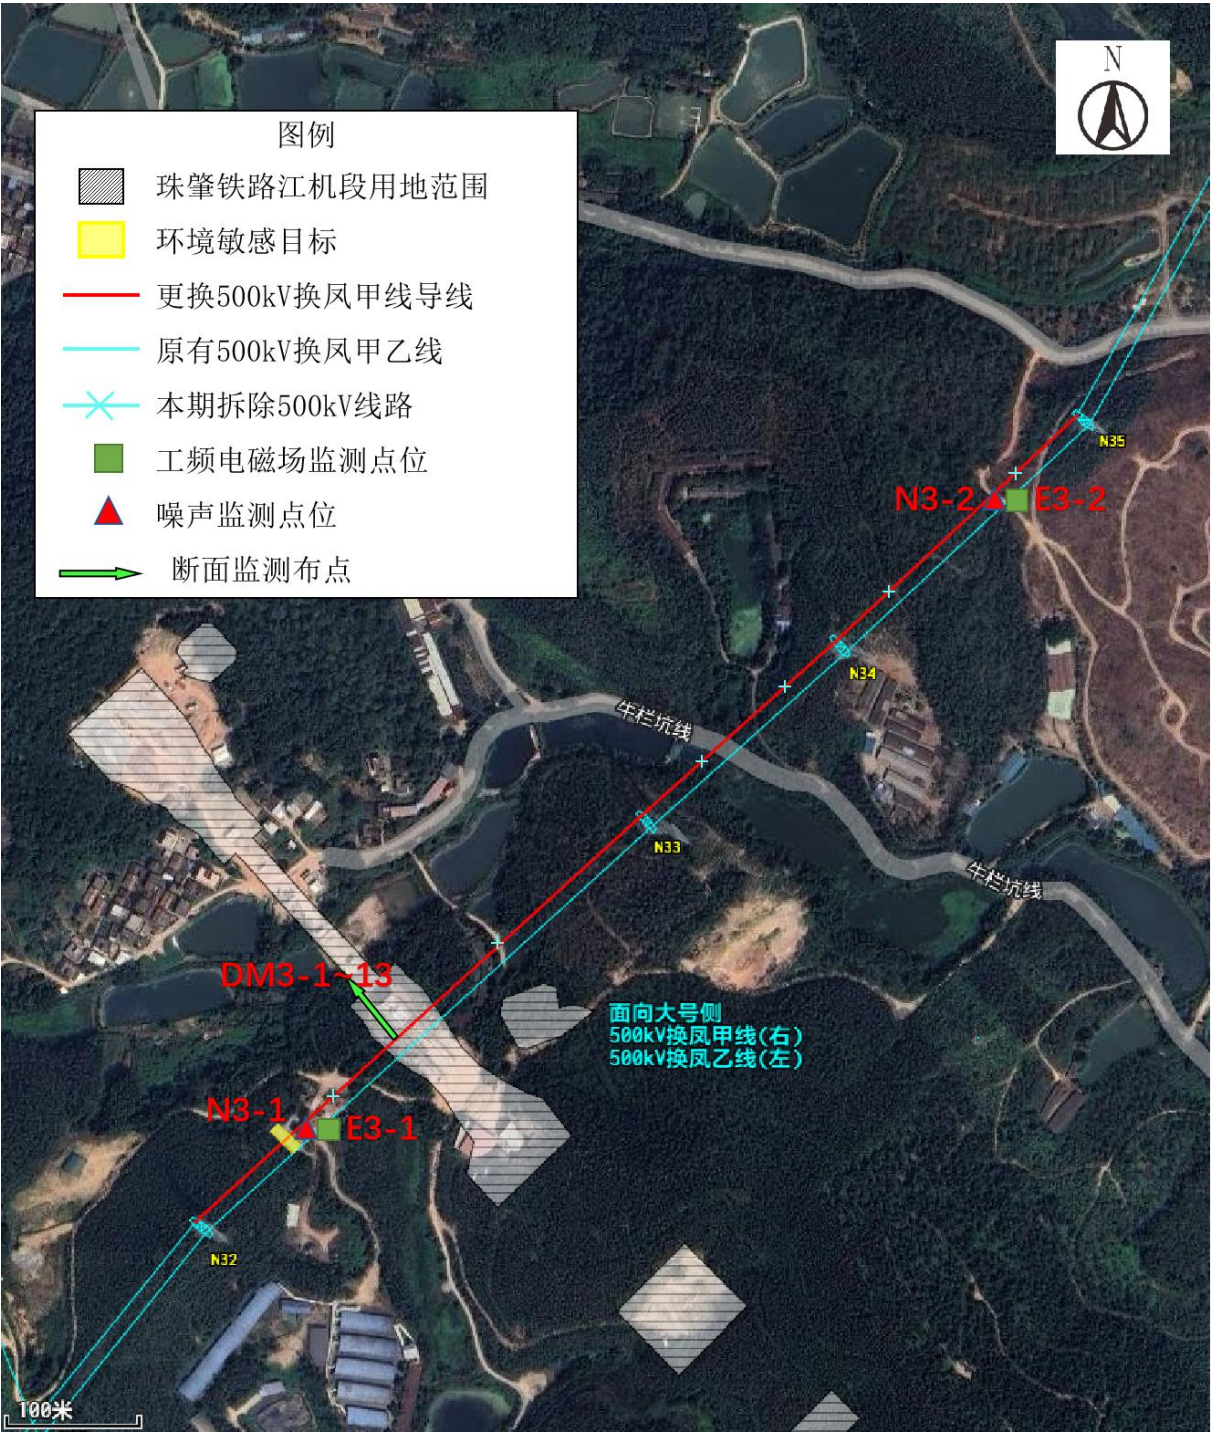 N
图例
珠肇铁路江机段用地范围
环境敏感目标
更换500kV换凤甲线导线
原有500kV换凤甲乙线
本期拆除500kV线路
工频电磁场监测点位
噪声监测点位
断面监测布点
N35
N3-2
E3-2
N34
牛栏坑线
N33
牛栏坑线
DM3-1~13
面向大号侧
500kV换凤甲线(右)
500kV换凤乙线(左)
N3-1
E3-1
N32
100米